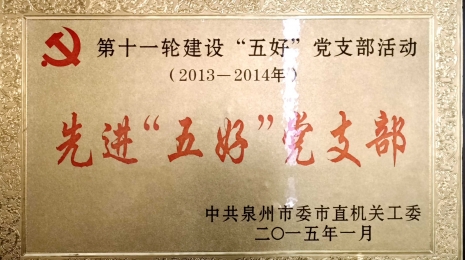 第十一轮建设“五好”党支部活动
(2013—2014年)
先进“五好”党支部
中共泉州市委市直机关工委
二〇一五年一月